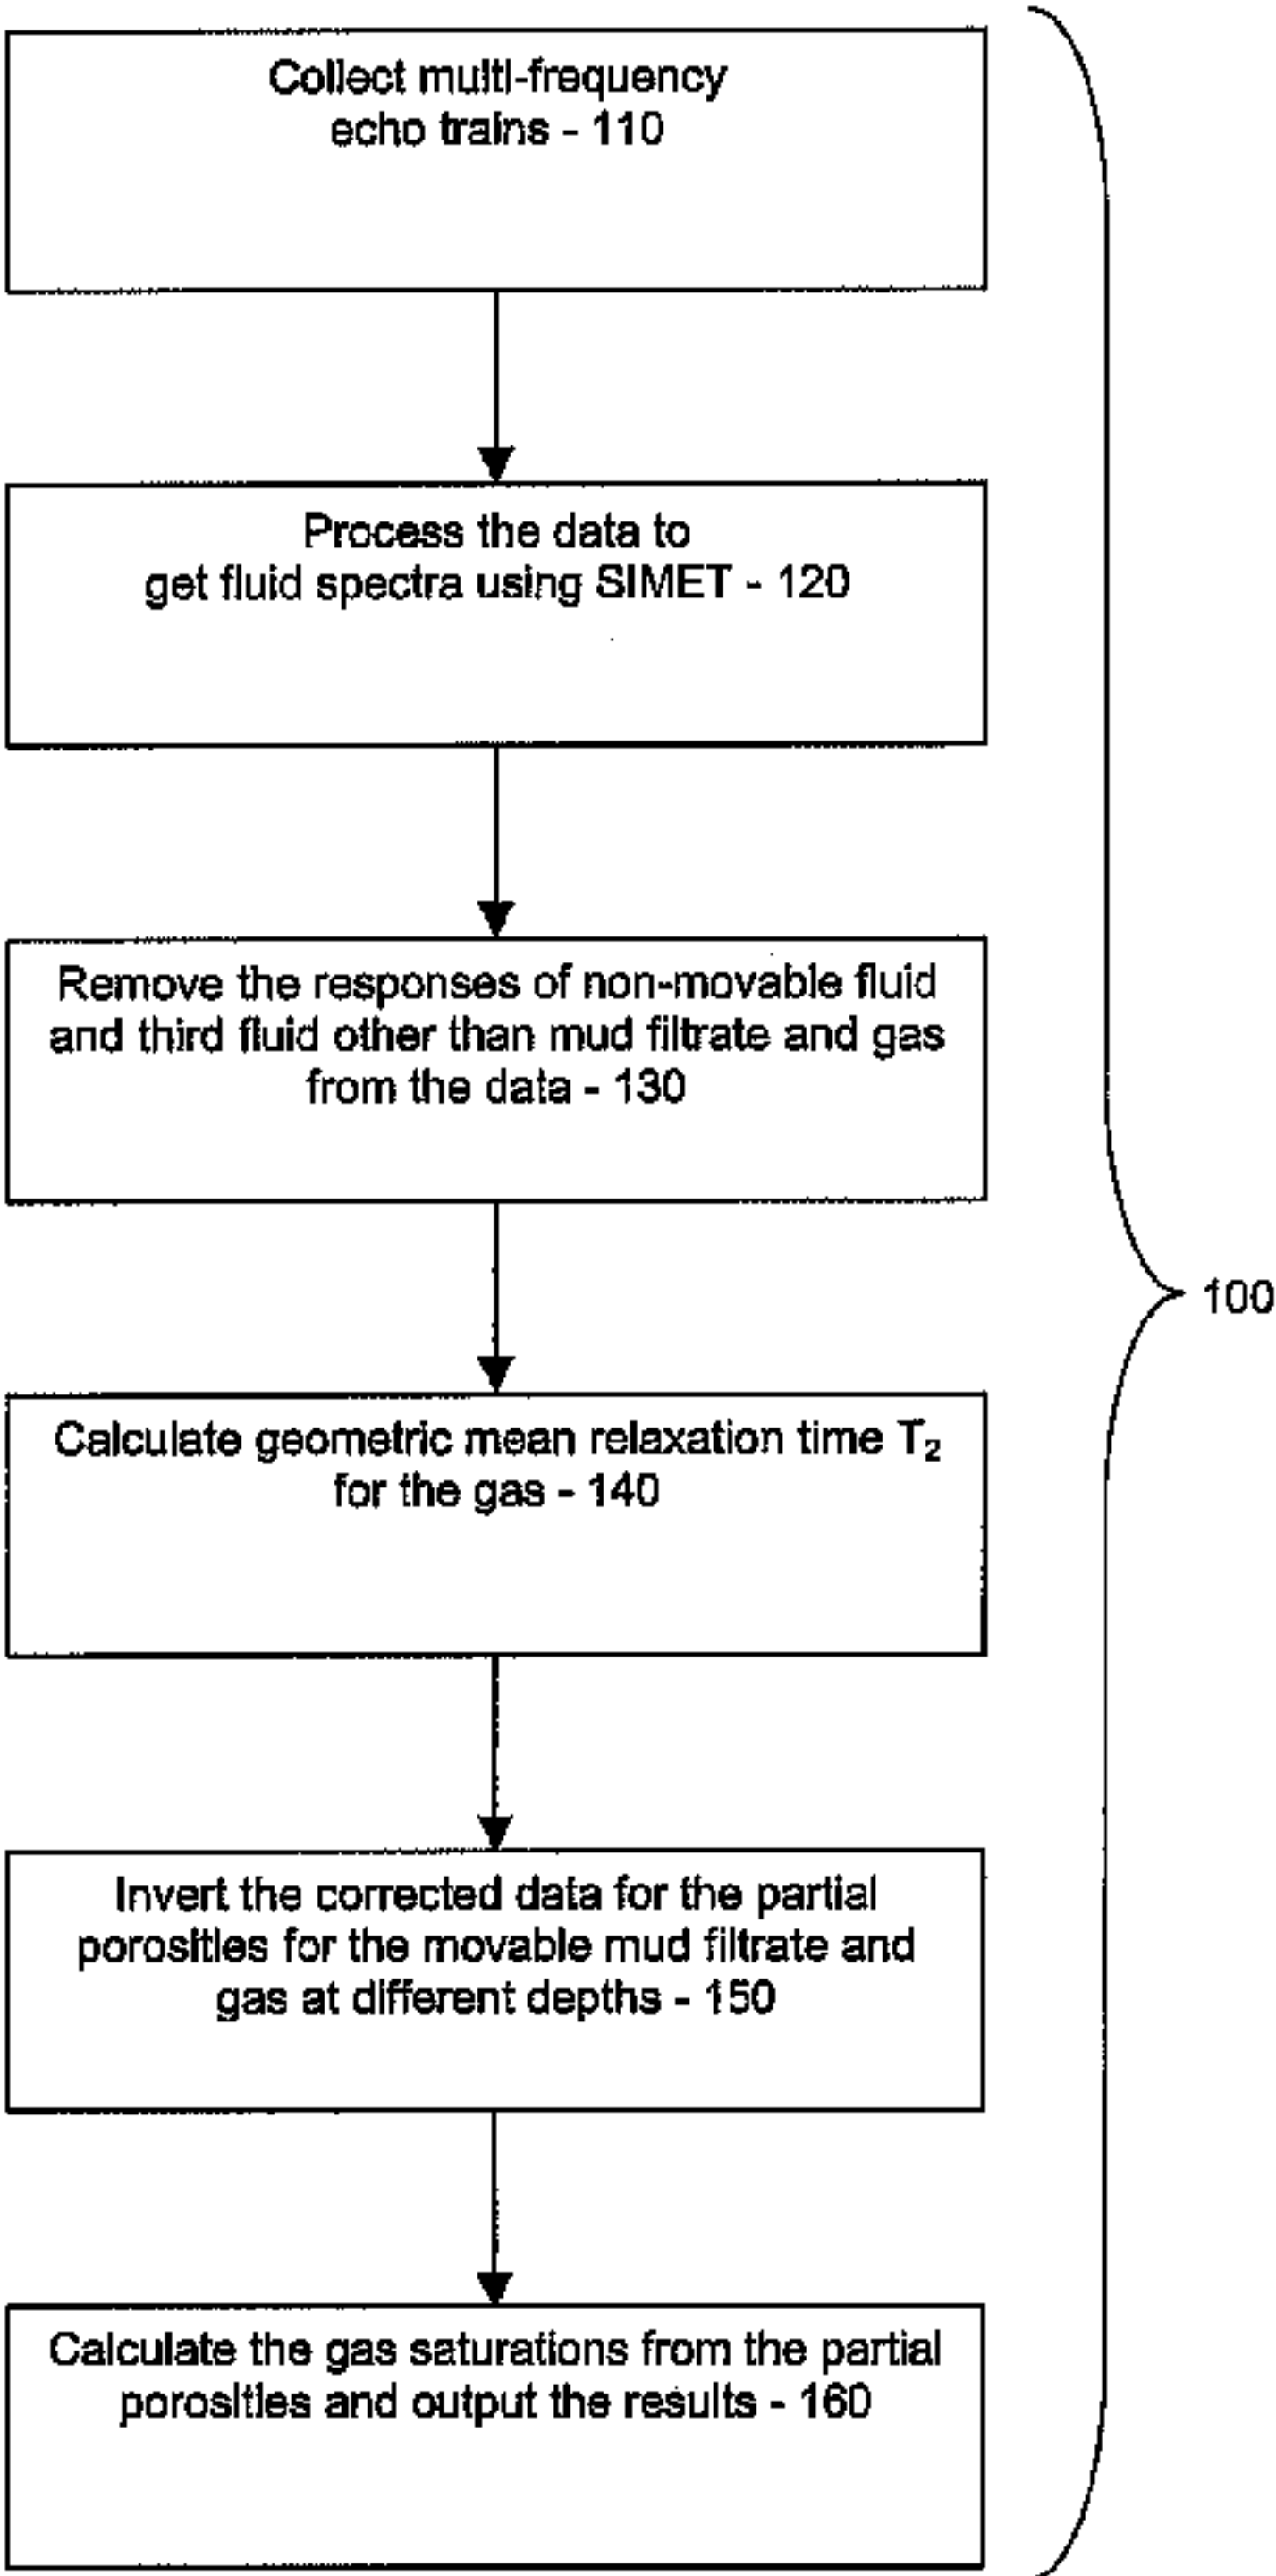 Collect multi-frequency
echo trains - 110
Process the data to
get fluid spectra using SIMET - 120
Remove the responses of non-movable fluid
and third fluid other than mud filtrate and gas
from the data - 130
100
Calculate geometric mean relaxation time T₂
for the gas - 140
Invert the corrected data for the partial
porosities for the movable mud filtrate and
gas at different depths - 150
Calculate the gas saturations from the partial
porosities and output the results - 160